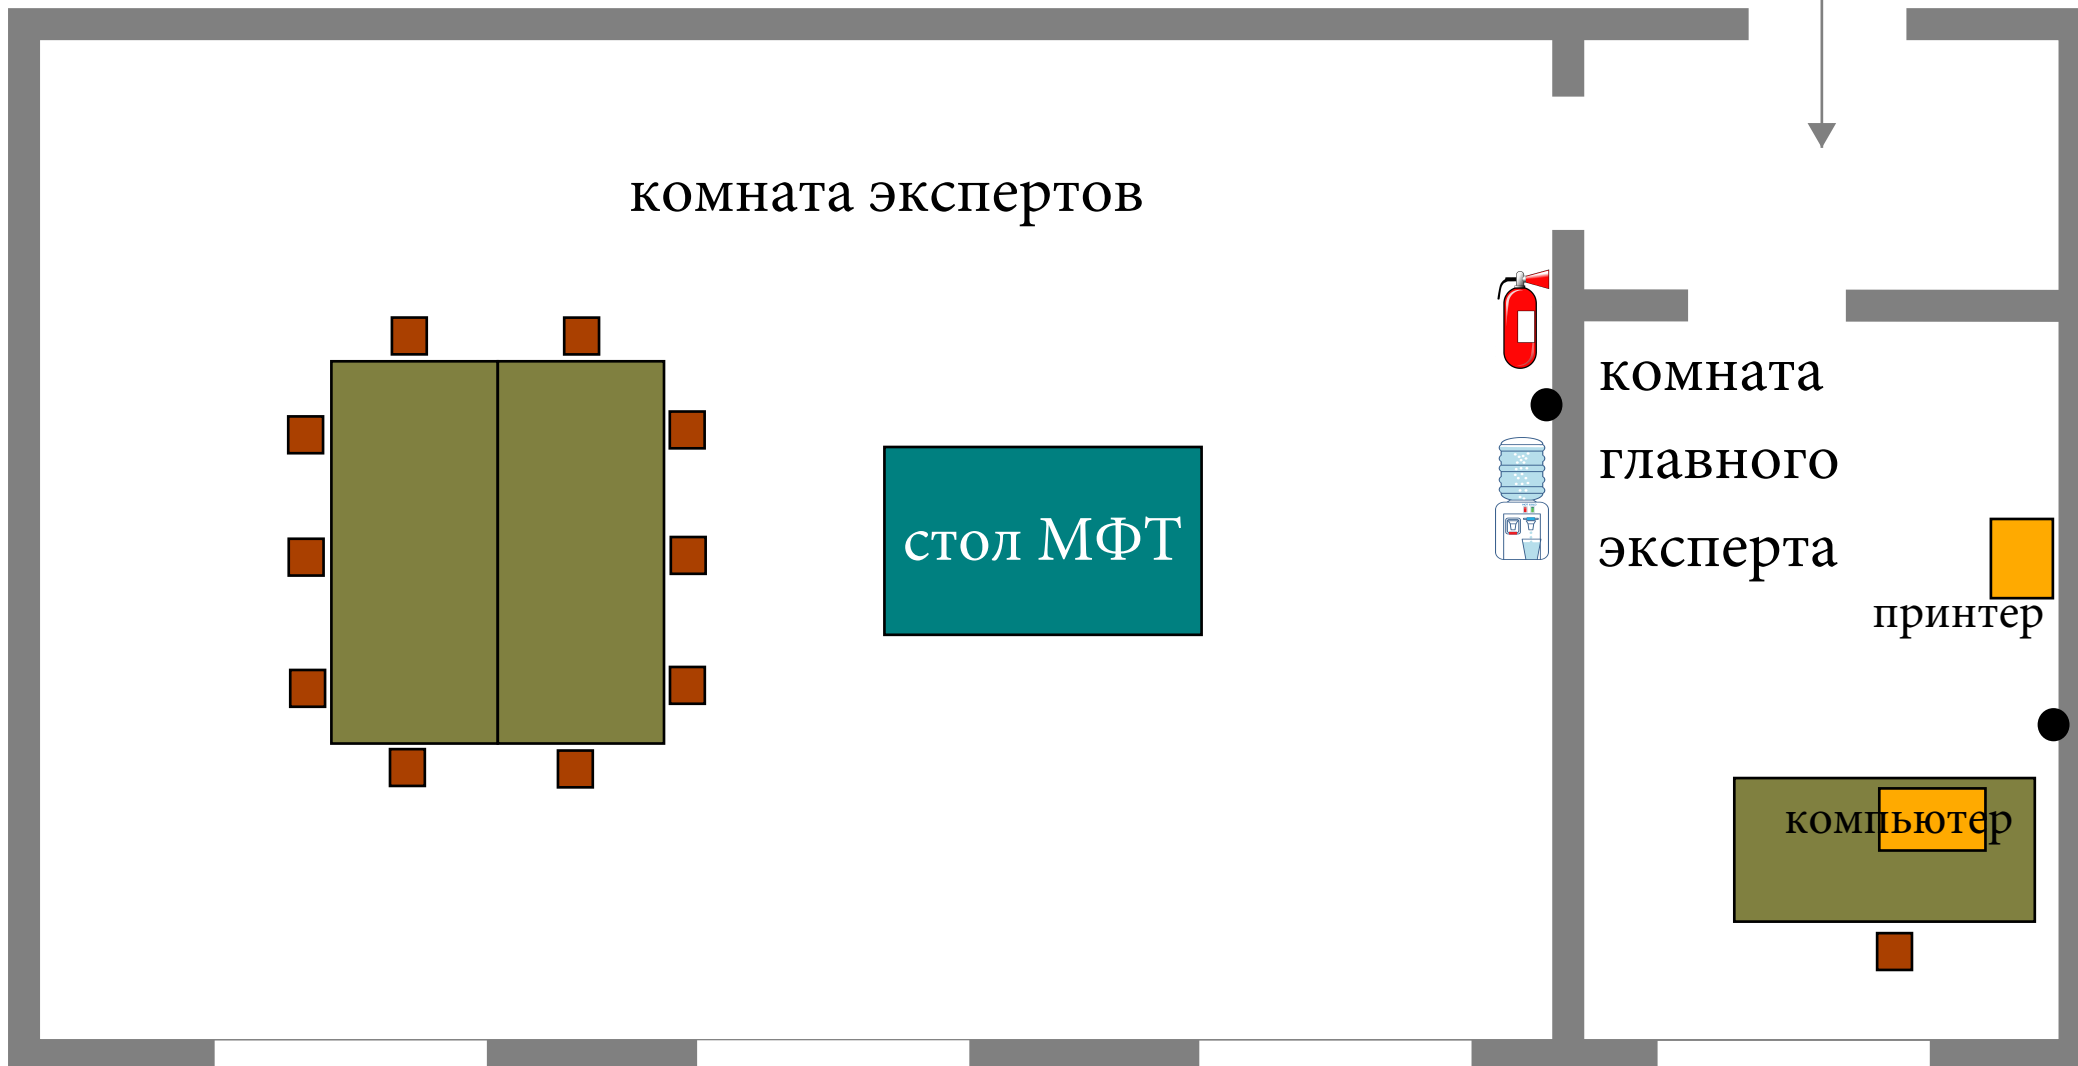 комната экспертов
комната
главного
эксперта
стол МФТ
принтер
компьютер